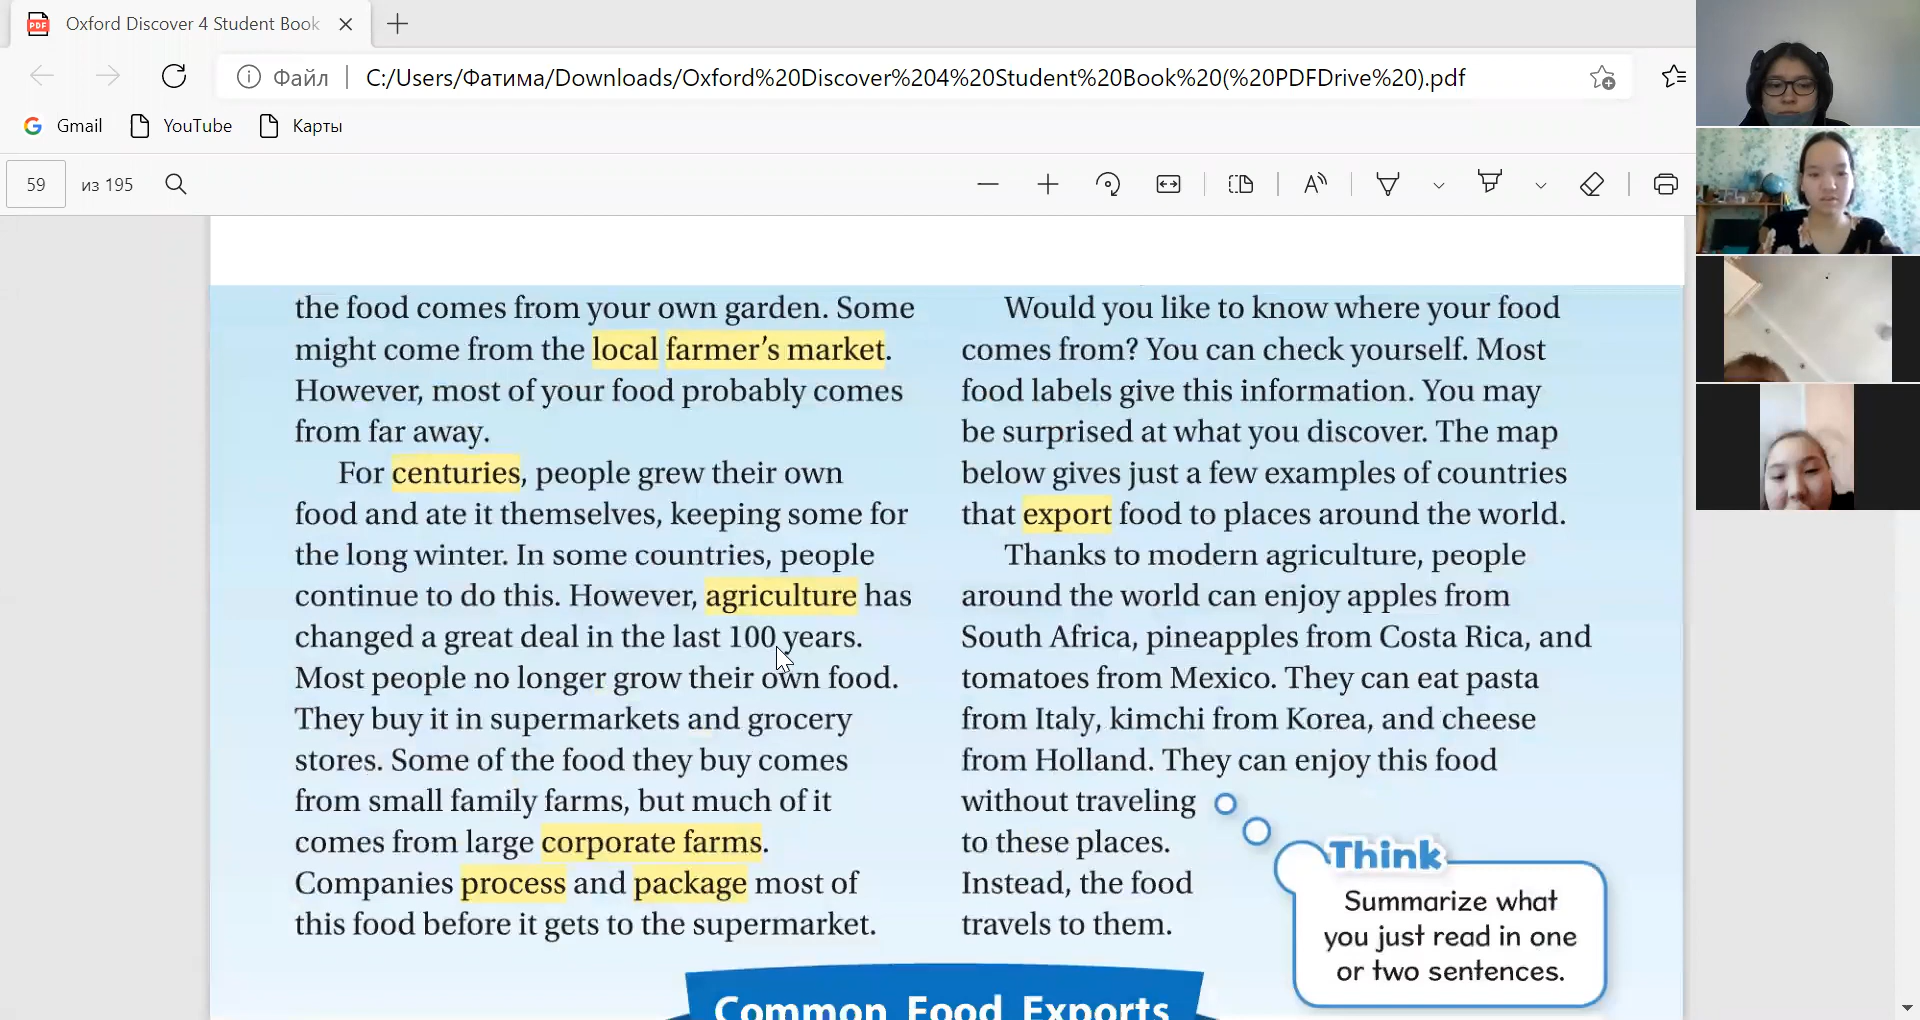 Oxford Discover 4 Student Book
Файл
C:/Users/Фатима/Downloads/Oxford%20Discover%204%20Student%20Book%20(%20PDFDrive%20).pdf
Gmail
YouTube
Карты
59
из 195
the food comes from your own garden. Some
might come from the local farmer's market.
However, most of your food probably comes
from far away.
For centuries, people grew their own
food and ate it themselves, keeping some for
the long winter. In some countries, people
continue to do this. However, agriculture has
changed a great deal in the last 100 years.
Most people no longer grow their own food.
They buy it in supermarkets and grocery
stores. Some of the food they buy comes
from small family farms, but much of it
comes from large corporate farms.
Companies process and package most of
this food before it gets to the supermarket.
Would you like to know where your food
comes from? You can check yourself. Most
food labels give this information. You may
be surprised at what you discover. The map
below gives just a few examples of countries
that export food to places around the world.
Thanks to modern agriculture, people
around the world can enjoy apples from
South Africa, pineapples from Costa Rica, and
tomatoes from Mexico. They can eat pasta
from Italy, kimchi from Korea, and cheese
from Holland. They can enjoy this food
without traveling
to these places.
Instead, the food
travels to them.
Think
Summarize what
you just read in one
or two sentences.
Common Food Exports